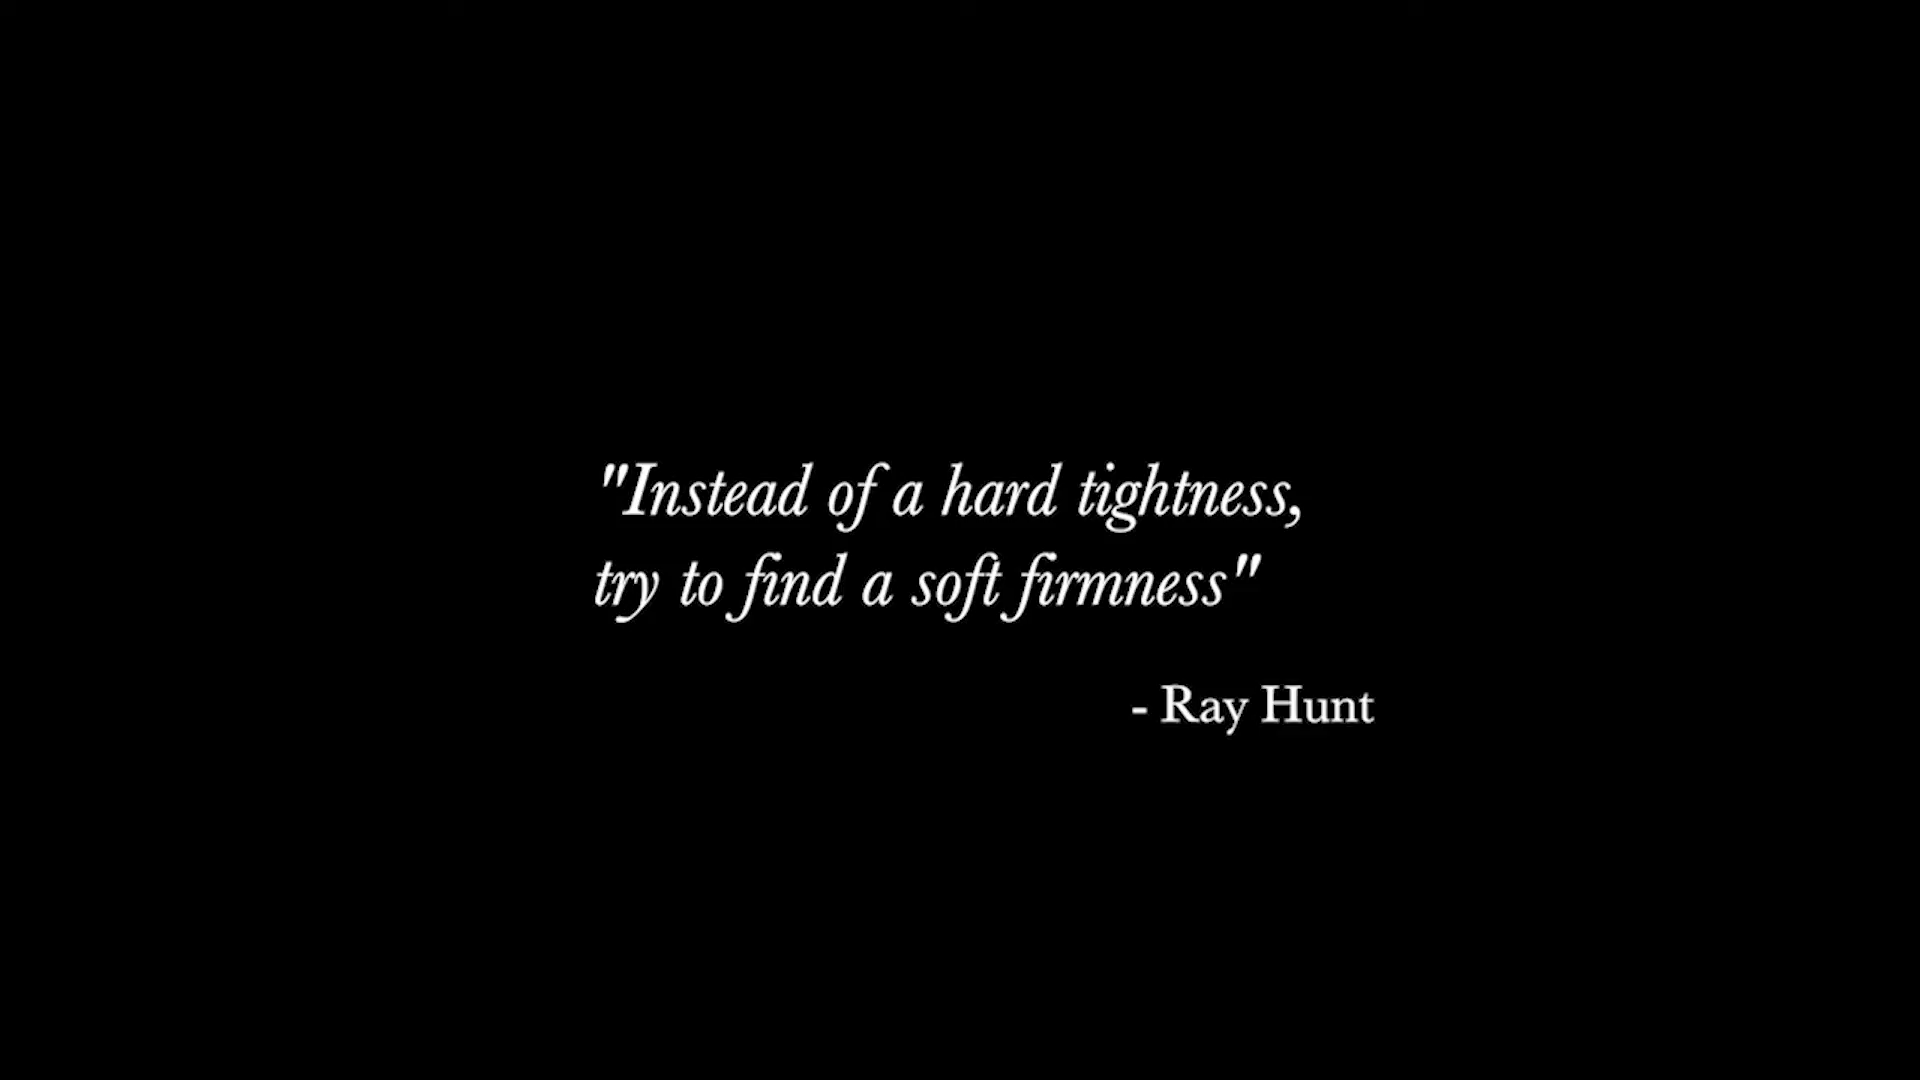 "Instead of a hard tightness,
try to find a soft firmness"
- Ray Hunt